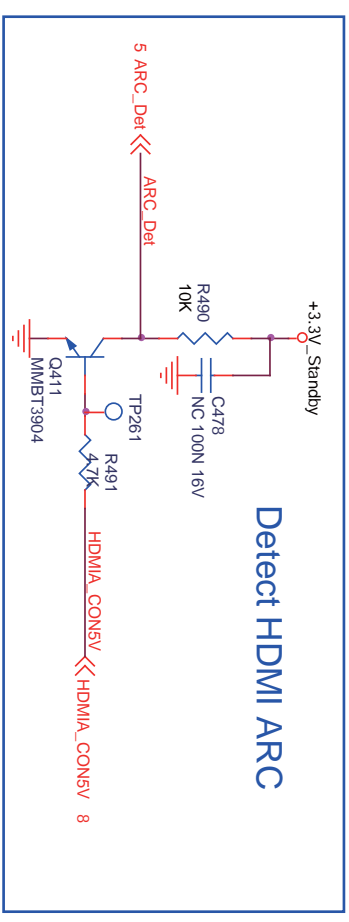 Detect HDMI ARC
+3.3V_Standby
R490
10K
C478
NC 100N 16V
5 ARC_Det
ARC_Det
TP261
Q411
MMBT3904
R491
4.7K
HDMIA_CON5V
HDMIA_CON5V 8